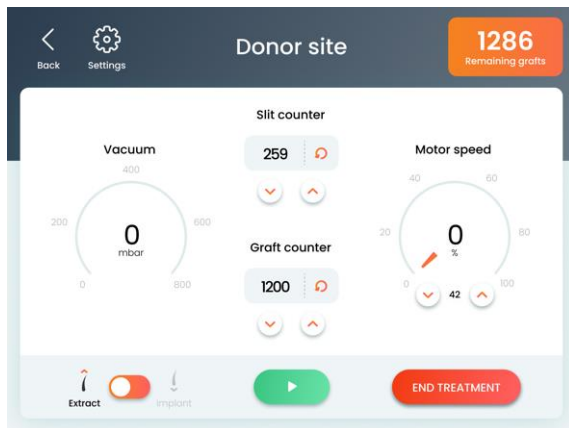 Back
Settings
Donor site
1286
Remaining grafts
Vacuum
400
200
600
0
mbar
0
800
Slit counter
259
Graft counter
1200
Motor speed
40
60
20
80
0
%
0
100
42
Extract
Implant
END TREATMENT